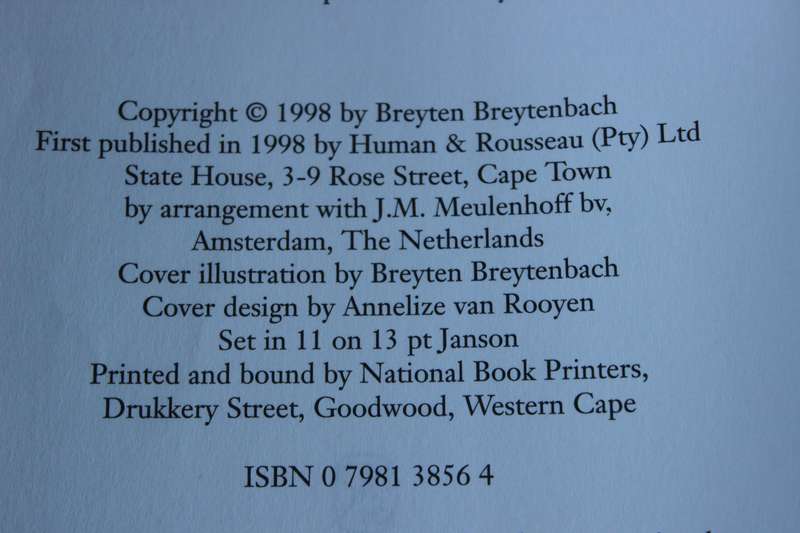 Copyright © 1998 by Breyten Breytenbach
First published in 1998 by Human & Rousseau (Pty) Ltd
State House, 3-9 Rose Street, Cape Town
by arrangement with J.M. Meulenhoff bv,
Amsterdam, The Netherlands
Cover illustration by Breyten Breytenbach
Cover design by Annelize van Rooyen
Set in 11 on 13 pt Janson
Printed and bound by National Book Printers,
Drukkery Street, Goodwood, Western Cape
ISBN 0 7981 3856 4